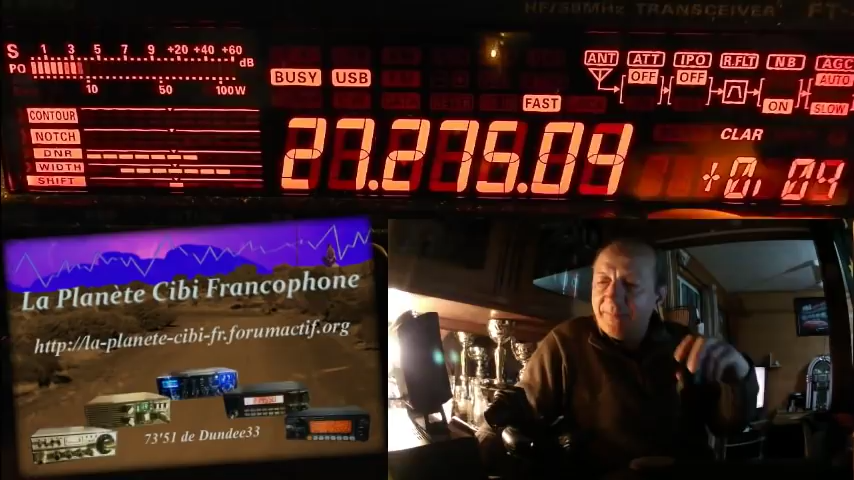 HF/50MHz TRANSCEIVER FT-
S 1 3 5 7 9 +20 +40 +60 dB
PO 10 50 100 W
BUSY USB FAST
ANT ATT IPO R.FLT NB AGC
OFF OFF ON AUTO SLOW
CONTOUR
NOTCH
DNR
WIDTH
SHIFT
27.275.04
CLAR
+0.04
La Planète Cibi Francophone
http://la-planete-cibi-fr.forumactif.org
73'51 de Dundee33